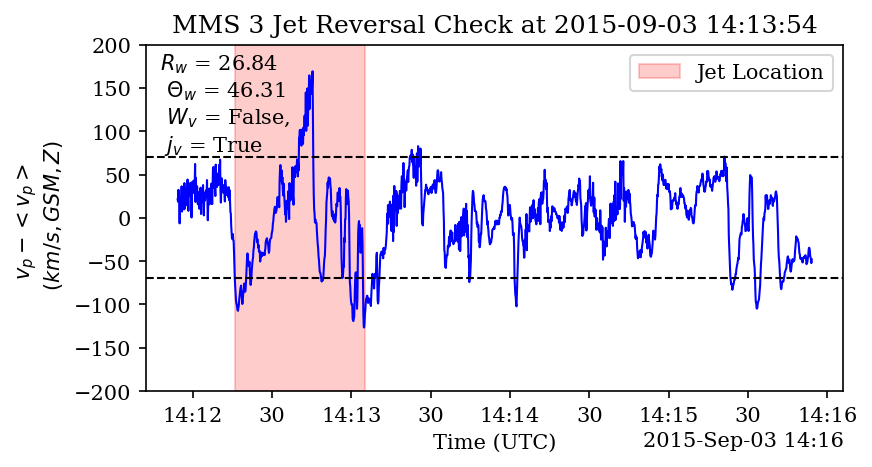 MMS 3 Jet Reversal Check at 2015-09-03 14:13:54
R_w = 26.84
Θ_w = 46.31
W_v = False,
j_v = True
Jet Location
200
150
100
50
0
−50
−100
−150
−200
v_p − <v_p>
(km/s, GSM, Z)
14:12 30 14:13 30 14:14 30 14:15 30 14:16
Time (UTC)
2015-Sep-03 14:16